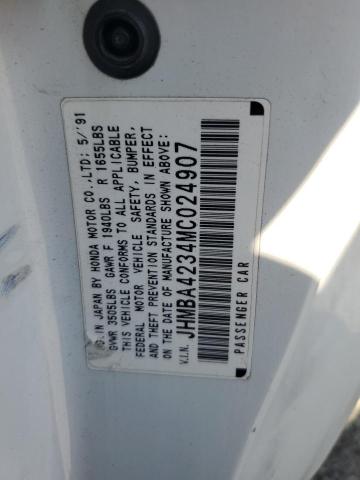 MFG. IN JAPAN BY HONDA MOTOR CO.,LTD; 5/'91
GVWR 3505LBS GAWR F 1940LBS R 1655LBS
THIS VEHICLE CONFORMS TO ALL APPLICABLE
FEDERAL MOTOR VEHICLE SAFETY, BUMPER,
AND THEFT PREVENTION STANDARDS IN EFFECT
ON THE DATE OF MANUFACTURE SHOWN ABOVE.
V.I.N. JHMBA4234MC024907
PASSENGER CAR